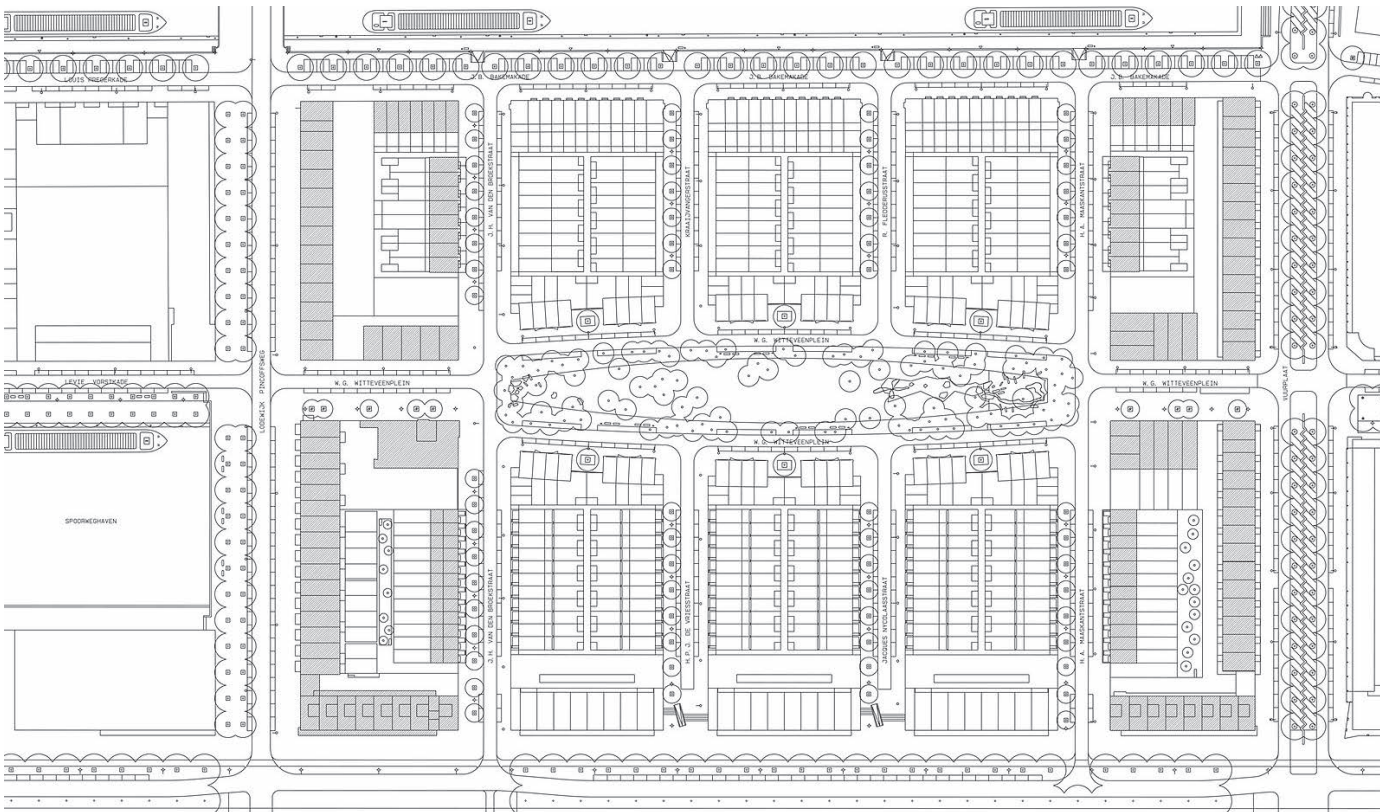 LOUIS FREDERKADE
J.B. BAKEMAKADE
J.B. BAKEMAKADE
J.B. BAKEMAKADE
J.H. VAN DEN BROEKSTRAAT
KRAAIJVANGERSTRAAT
R. FLEDDERUSSTRAAT
H.A. MAASKANTSTRAAT
W.G. WITTEVEENPLEIN
LODEWIJK PINCOFFSWEG
VUURPLAAT
LEVIE VORSTKADE
W.G. WITTEVEENPLEIN
W.G. WITTEVEENPLEIN
W.G. WITTEVEENPLEIN
SPOORWEGHAVEN
J.H. VAN DEN BROEKSTRAAT
H.P.J. DE VRIESSTRAAT
JACQUES NYCOLAASSTRAAT
H.A. MAASKANTSTRAAT